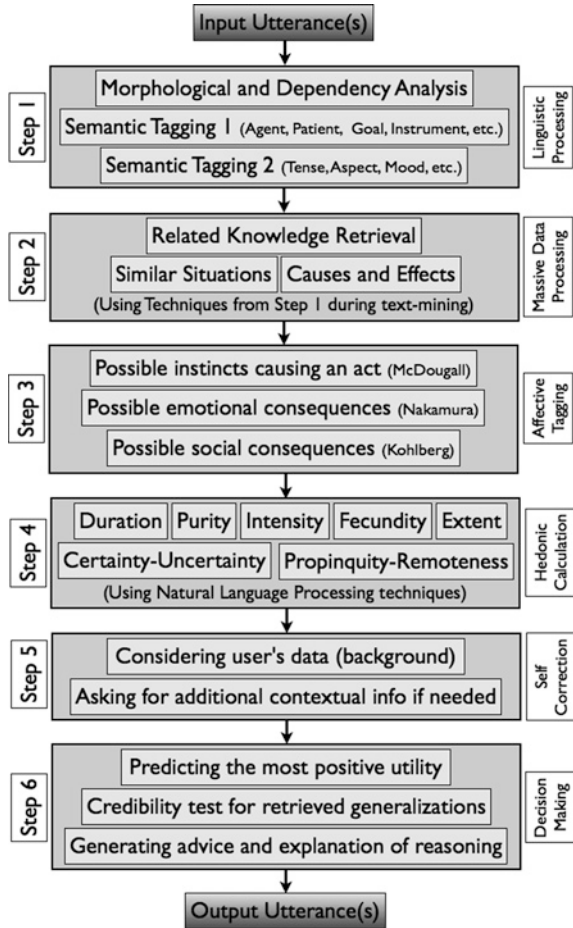 Input Utterance(s)
Step 1
Morphological and Dependency Analysis
Semantic Tagging 1 (Agent, Patient, Goal, Instrument, etc.)
Semantic Tagging 2 (Tense, Aspect, Mood, etc.)
Linguistic
Processing
Step 2
Related Knowledge Retrieval
Similar Situations
Causes and Effects
(Using Techniques from Step 1 during text-mining)
Massive Data
Processing
Step 3
Possible instincts causing an act (McDougall)
Possible emotional consequences (Nakamura)
Possible social consequences (Kohlberg)
Affective
Tagging
Step 4
Duration
Purity
Intensity
Fecundity
Extent
Certainty-Uncertainty
Propinquity-Remoteness
(Using Natural Language Processing techniques)
Hedonic
Calculation
Step 5
Considering user's data (background)
Asking for additional contextual info if needed
Self
Correction
Step 6
Predicting the most positive utility
Credibility test for retrieved generalizations
Generating advice and explanation of reasoning
Decision
Making
Output Utterance(s)